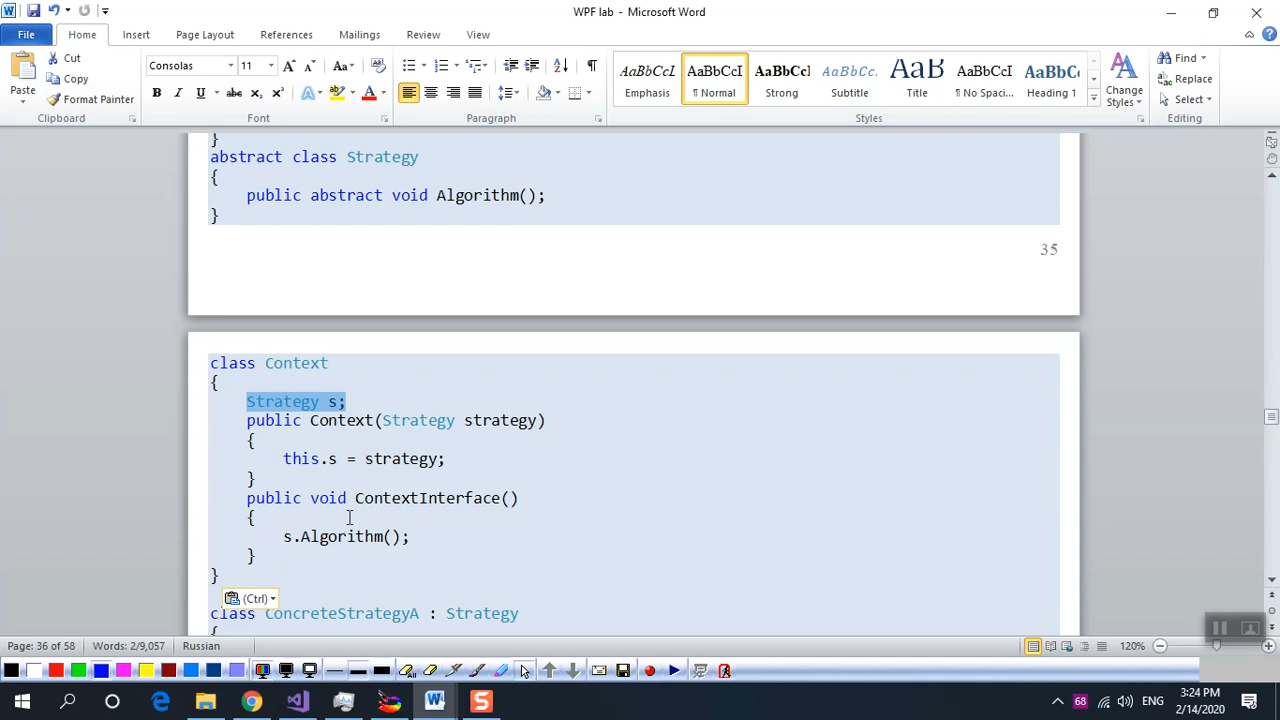 WPF lab - Microsoft Word
File Home Insert Page Layout References Mailings Review View
Paste
Cut
Copy
Format Painter
Clipboard
Consolas 11
Font
Paragraph
AaBbCcI AaBbCcI AaBbCcI AaBbCc. AaB AaBbCcI AaBbCc
Emphasis ¶ Normal Strong Subtitle Title ¶ No Spaci... Heading 1
Styles
Change
Styles
Find
Replace
Select
Editing
}
abstract class Strategy
{
public abstract void Algorithm();
}
35
class Context
{
Strategy s;
public Context(Strategy strategy)
{
this.s = strategy;
}
public void ContextInterface()
{
s.Algorithm();
}
}
(Ctrl)
class ConcreteStrategyA : Strategy
{
Page: 36 of 58 Words: 2/9,057 Russian 120%
68 ENG
3:24 PM
2/14/2020